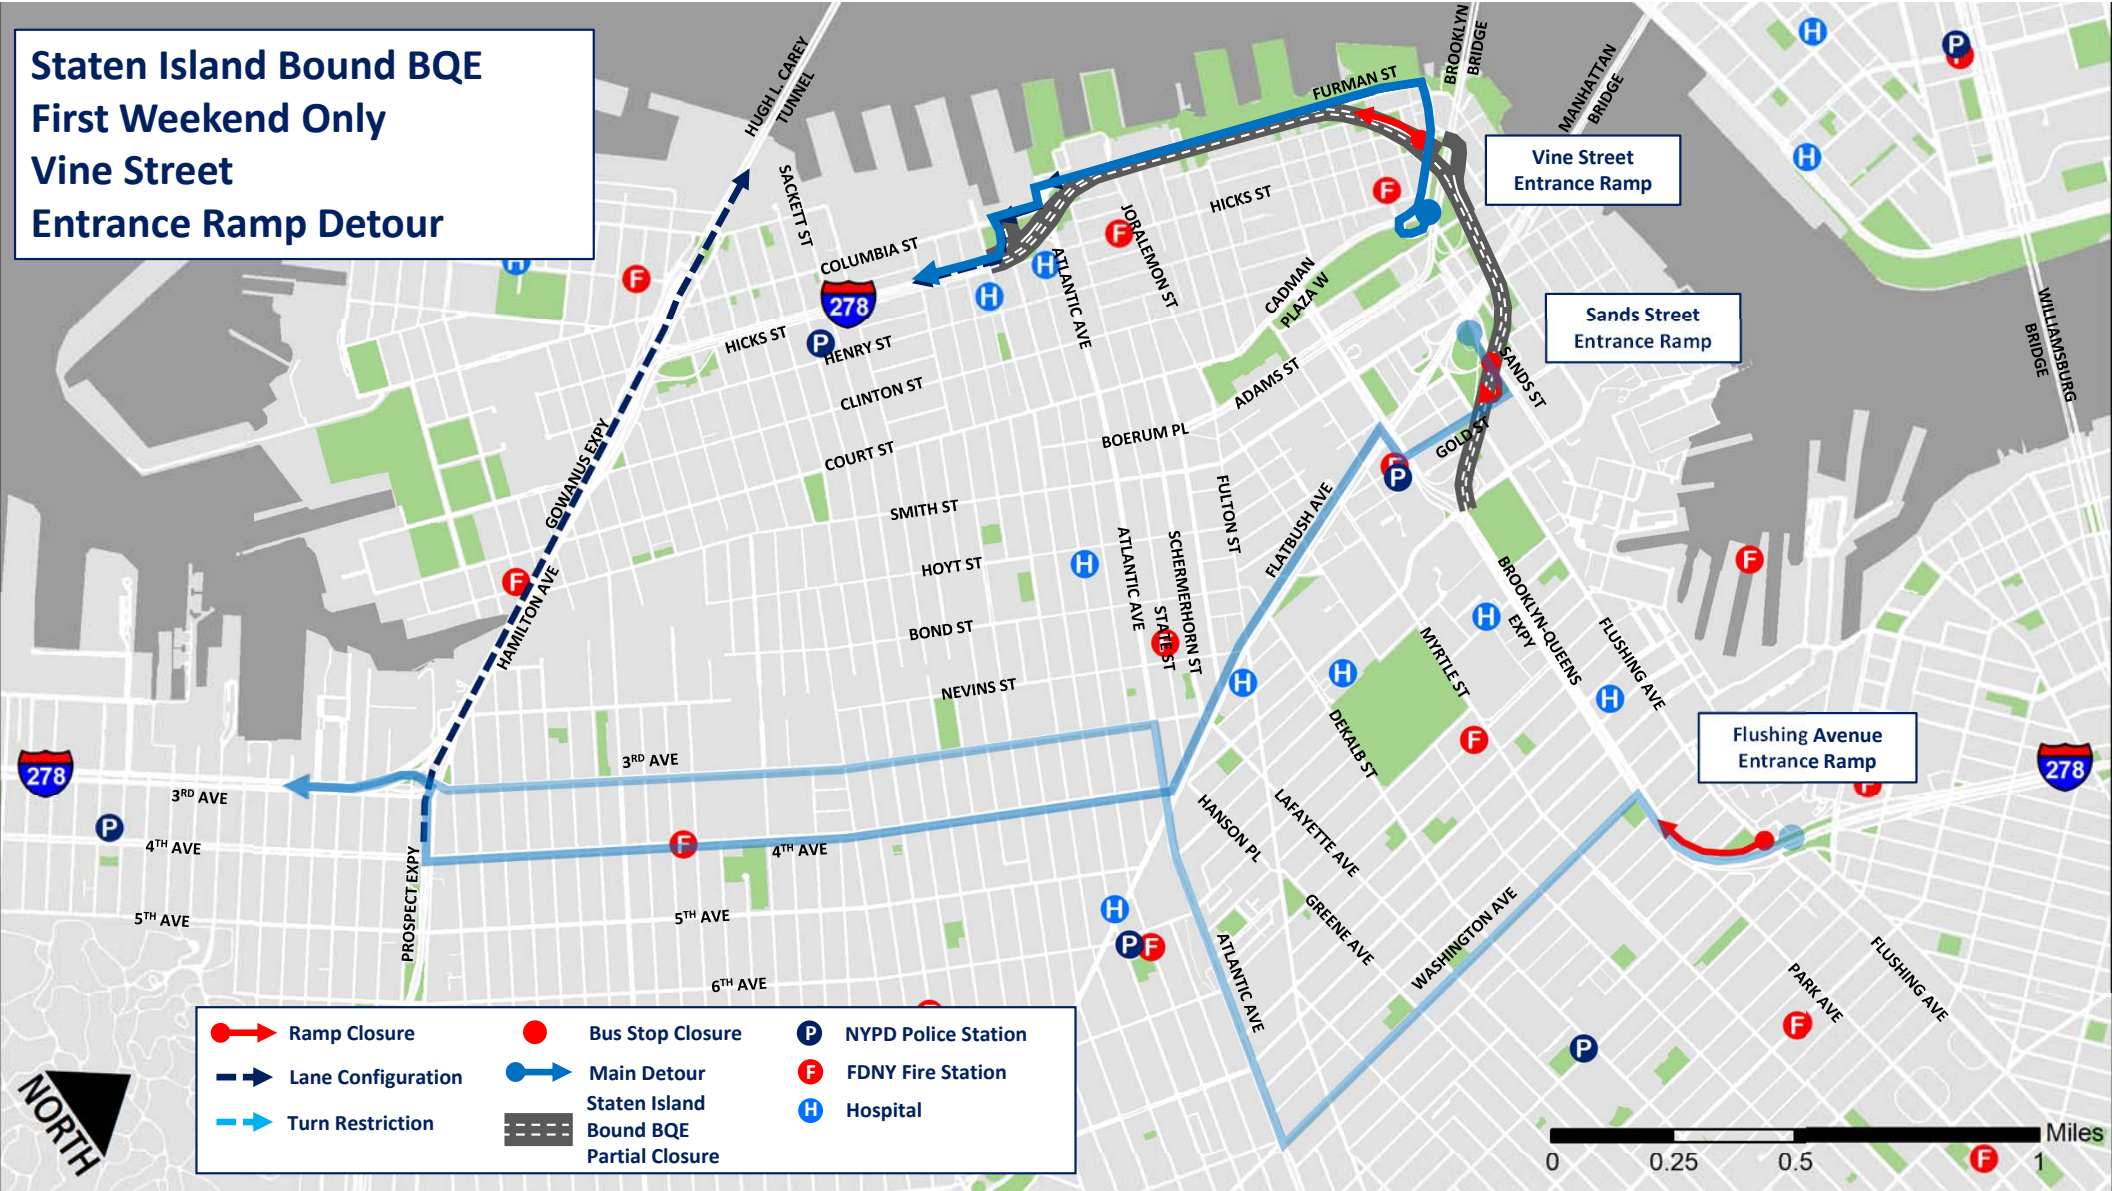 Staten Island Bound BQE
First Weekend Only
Vine Street
Entrance Ramp Detour
HUGH L. CAREY
TUNNEL
BROOKLYN
BRIDGE
MANHATTAN
BRIDGE
FURMAN ST
P
H
H
Vine Street
Entrance Ramp
SACKETT ST
COLUMBIA ST
HICKS ST
JORALEMON ST
ATLANTIC AVE
CADMAN
PLAZA W
F
F
H
H
H
F
278
Sands Street
Entrance Ramp
WILLIAMSBURG
BRIDGE
HICKS ST
P
HENRY ST
CLINTON ST
COURT ST
BOERUM PL
ADAMS ST
SANDS ST
GOLD ST
P
GOWANUS EXPY
HAMILTON AVE
F
SMITH ST
HOYT ST
BOND ST
NEVINS ST
H
ATLANTIC AVE
STATE ST
SCHERMERHORN ST
FULTON ST
FLATBUSH AVE
H
H
H
H
F
BROOKLYN-QUEENS
EXPY
FLUSHING AVE
MYRTLE ST
DEKALB ST
F
Flushing Avenue
Entrance Ramp
278
278
3RD AVE
3RD AVE
P
4TH AVE
F
4TH AVE
PROSPECT EXPY
5TH AVE
5TH AVE
6TH AVE
H
P
F
HANSON PL
LAFAYETTE AVE
GREENE AVE
ATLANTIC AVE
WASHINGTON AVE
PARK AVE
FLUSHING AVE
F
P
F
NORTH
Ramp Closure
Lane Configuration
Turn Restriction
Bus Stop Closure
Main Detour
Staten Island
Bound BQE
Partial Closure
P NYPD Police Station
F FDNY Fire Station
H Hospital
Miles
0 0.25 0.5 1